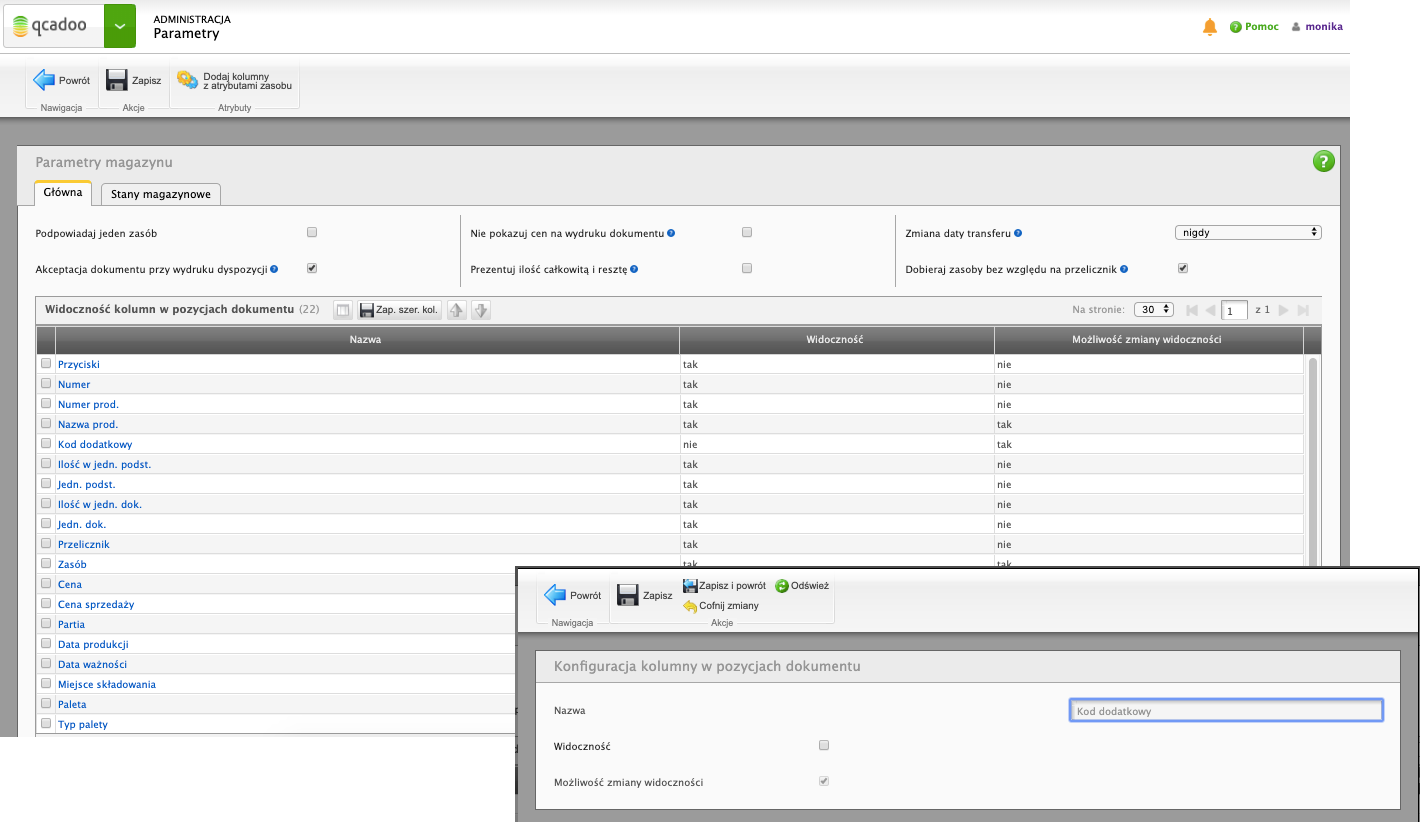 qcadoo
ADMINISTRACJA
Parametry
Pomoc
monika
Powrót
Zapisz
Dodaj kolumny
z atrybutami zasobu
Nawigacja
Akcje
Atrybuty
Parametry magazynu
?
Główna
Stany magazynowe
Podpowiadaj jeden zasób
Nie pokazuj cen na wydruku dokumentu
Zmiana daty transferu
nigdy
Akceptacja dokumentu przy wydruku dyspozycji
Prezentuj ilość całkowitą i resztę
Dobieraj zasoby bez względu na przelicznik
Widoczność kolumn w pozycjach dokumentu (22)
Zap. szer. kol.
Na stronie: 30
1 z 1
Nazwa Widoczność Możliwość zmiany widoczności
Przyciski tak nie
Numer tak nie
Numer prod. tak nie
Nazwa prod. tak tak
Kod dodatkowy nie tak
Ilość w jedn. podst. tak nie
Jedn. podst. tak nie
Ilość w jedn. dok. tak nie
Jedn. dok. tak nie
Przelicznik tak nie
Zasób tak tak
Cena
Cena sprzedaży
Partia
Data produkcji
Data ważności
Miejsce składowania
Paleta
Typ palety
Powrót
Zapisz
Zapisz i powrót
Odśwież
Cofnij zmiany
Nawigacja
Akcje
Konfiguracja kolumny w pozycjach dokumentu
Nazwa
Kod dodatkowy
Widoczność
Możliwość zmiany widoczności